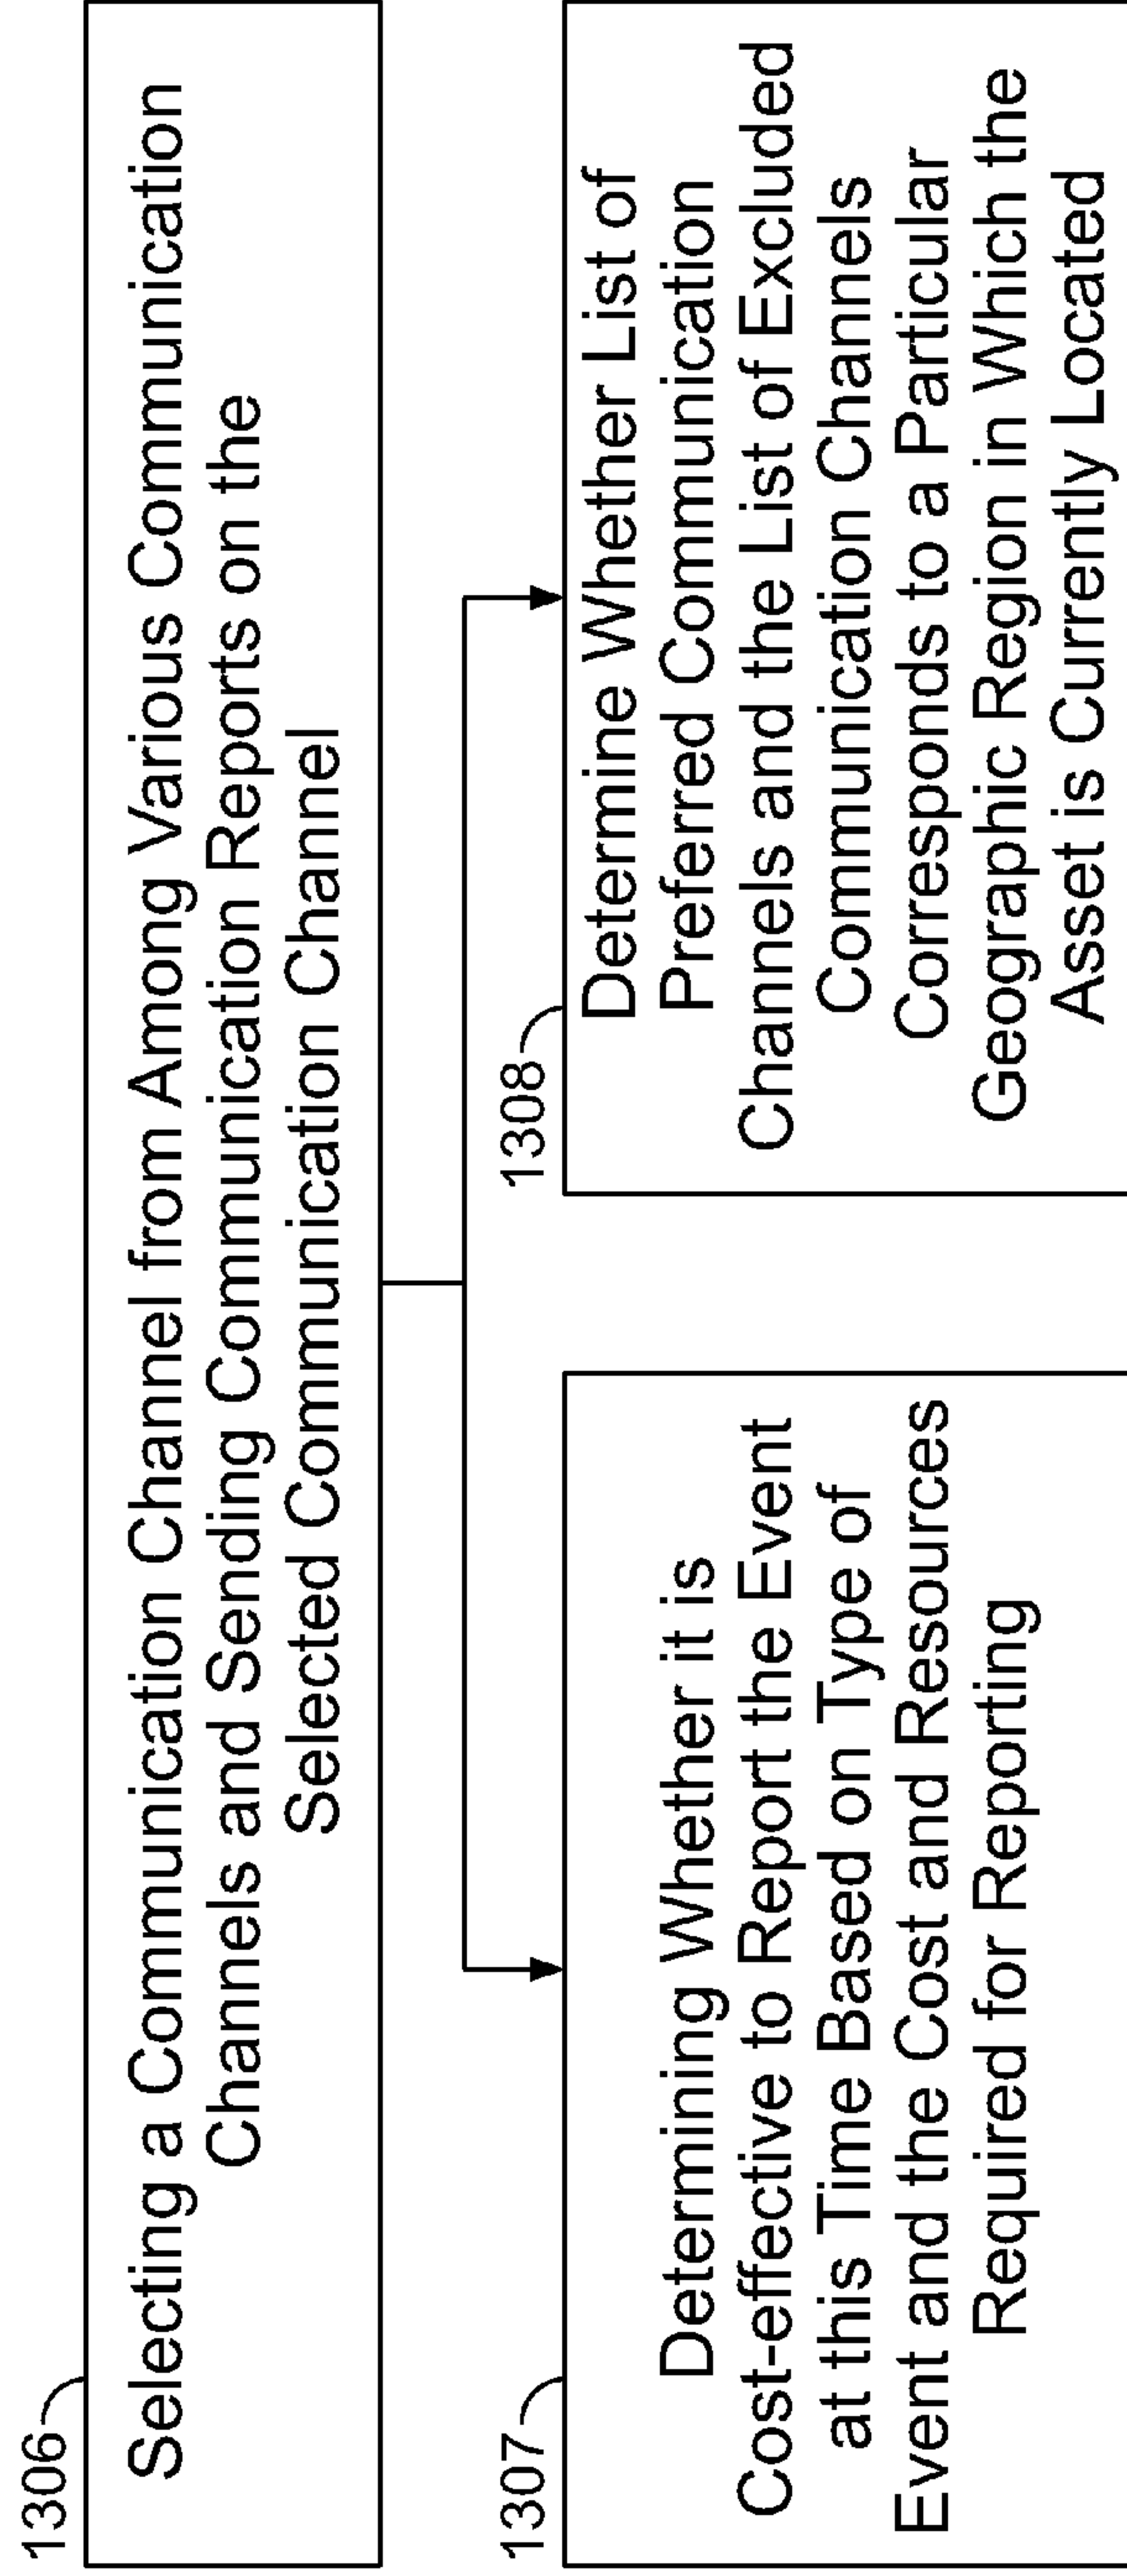 1306
Selecting a Communication Channel from Among Various Communication
Channels and Sending Communication Reports on the
Selected Communication Channel
1307
Determining Whether it is
Cost-effective to Report the Event
at this Time Based on Type of
Event and the Cost and Resources
Required for Reporting
1308
Determine Whether List of
Preferred Communication
Channels and the List of Excluded
Communication Channels
Corresponds to a Particular
Geographic Region in Which the
Asset is Currently Located